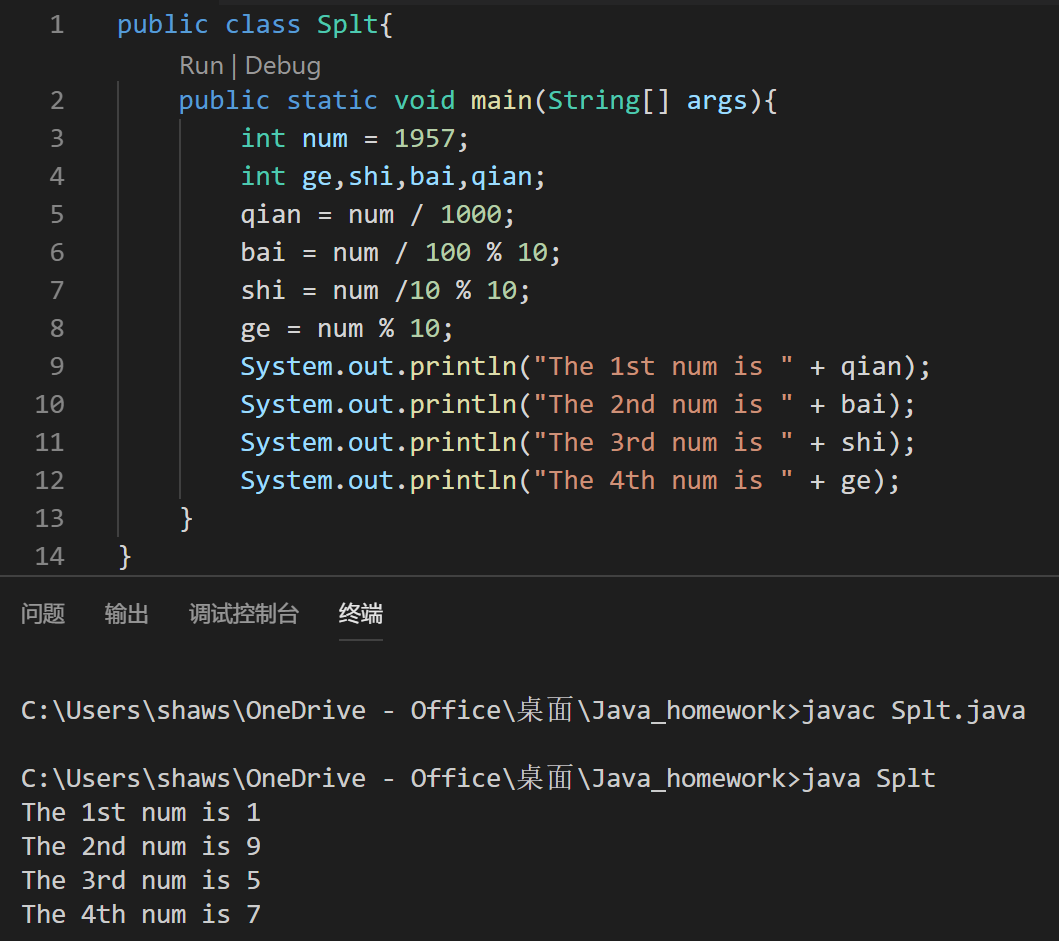 1 public class Splt{
Run | Debug
2 public static void main(String[] args){
3 int num = 1957;
4 int ge,shi,bai,qian;
5 qian = num / 1000;
6 bai = num / 100 % 10;
7 shi = num /10 % 10;
8 ge = num % 10;
9 System.out.println("The 1st num is " + qian);
10 System.out.println("The 2nd num is " + bai);
11 System.out.println("The 3rd num is " + shi);
12 System.out.println("The 4th num is " + ge);
13 }
14 }
问题 输出 调试控制台 终端
C:\Users\shaws\OneDrive - Office\桌面\Java_homework>javac Splt.java
C:\Users\shaws\OneDrive - Office\桌面\Java_homework>java Splt
The 1st num is 1
The 2nd num is 9
The 3rd num is 5
The 4th num is 7